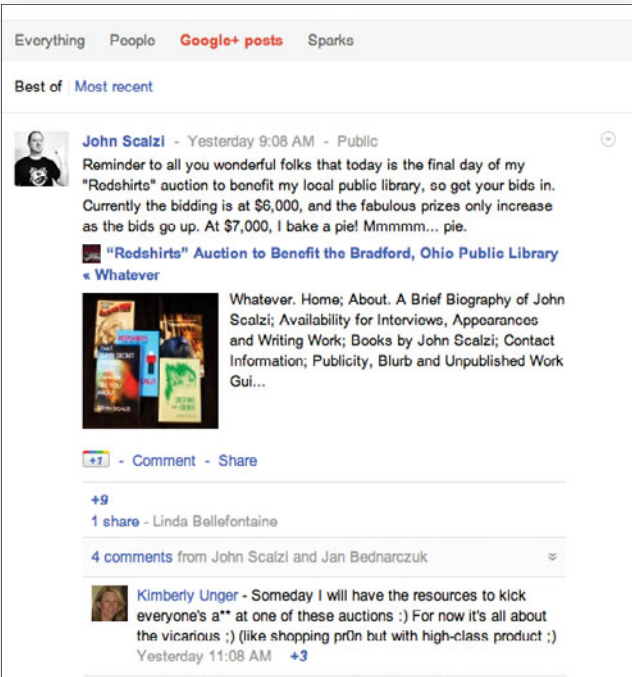 Everything People Google+ posts Sparks
Best of Most recent
John Scalzi - Yesterday 9:08 AM - Public
Reminder to all you wonderful folks that today is the final day of my
"Redshirts" auction to benefit my local public library, so get your bids in.
Currently the bidding is at $6,000, and the fabulous prizes only increase
as the bids go up. At $7,000, I bake a pie! Mmmmm... pie.
"Redshirts" Auction to Benefit the Bradford, Ohio Public Library
« Whatever
Whatever. Home; About. A Brief Biography of John
Scalzi; Availability for Interviews, Appearances
and Writing Work; Books by John Scalzi; Contact
Information; Publicity, Blurb and Unpublished Work
Gui...
REDSHIRTS
+1 - Comment - Share
+9
1 share - Linda Bellefontaine
4 comments from John Scalzi and Jan Bednarczuk
Kimberly Unger - Someday I will have the resources to kick
everyone's a** at one of these auctions :) For now it's all about
the vicarious ;) (like shopping pr0n but with high-class product ;)
Yesterday 11:08 AM +3